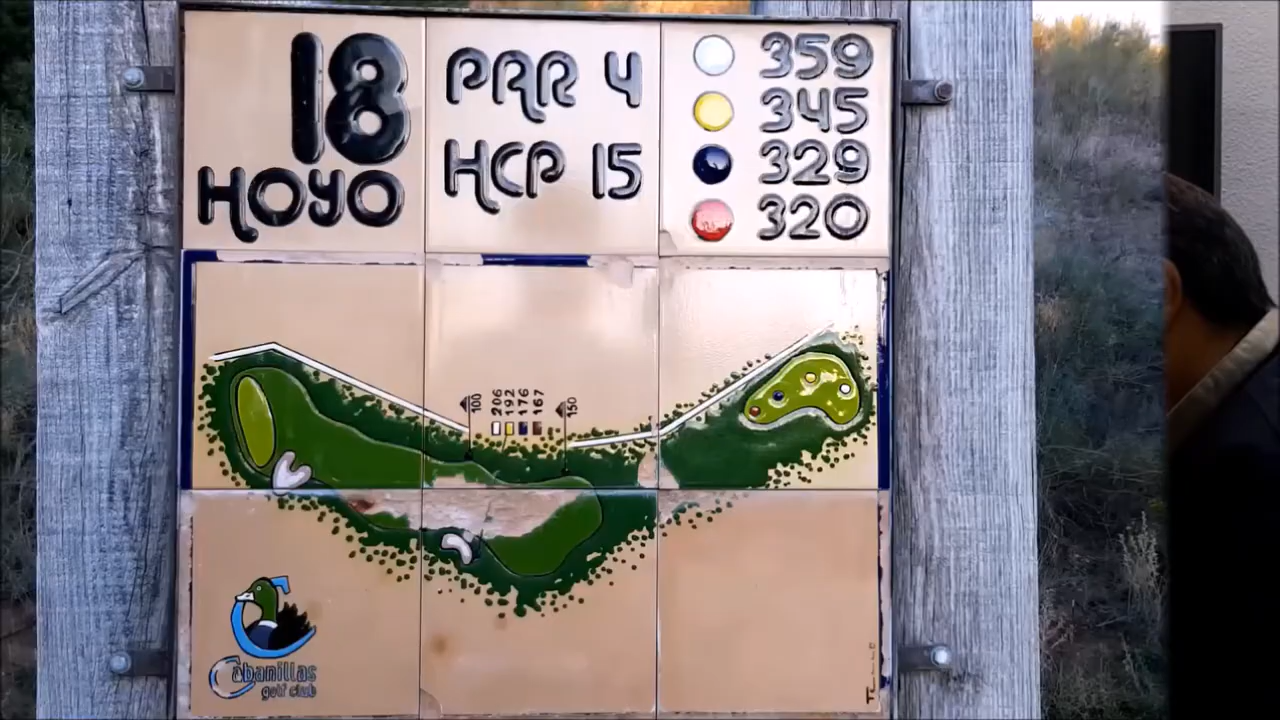 18
HOYO
PAR 4
HCP 15
359
345
329
320
100
206
192
176
167
150
Cabanillas
golf club